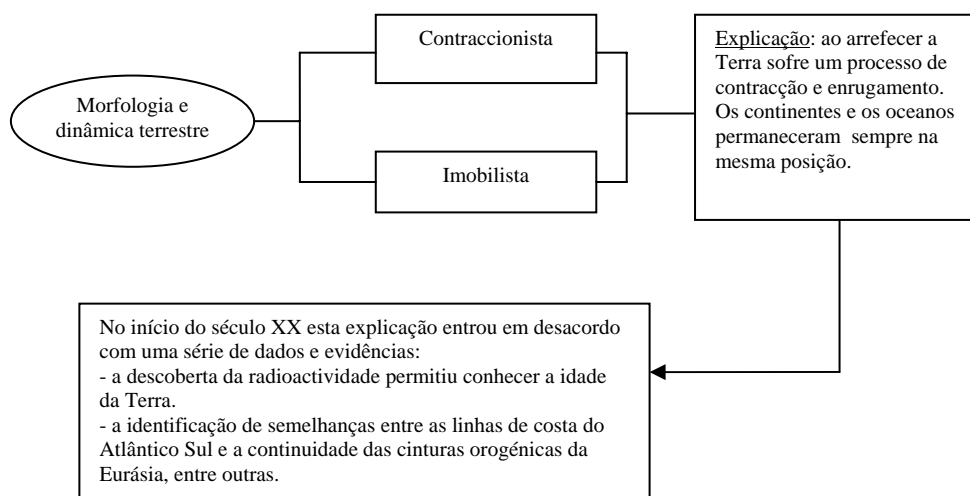 Morfologia e
dinâmica terrestre
Contraccionista
Imobilista
Explicação: ao arrefecer a
Terra sofre um processo de
contracção e enrugamento.
Os continentes e os oceanos
permaneceram sempre na
mesma posição.
No início do século XX esta explicação entrou em desacordo
com uma série de dados e evidências:
- a descoberta da radioactividade permitiu conhecer a idade
da Terra.
- a identificação de semelhanças entre as linhas de costa do
Atlântico Sul e a continuidade das cinturas orogénicas da
Eurásia, entre outras.